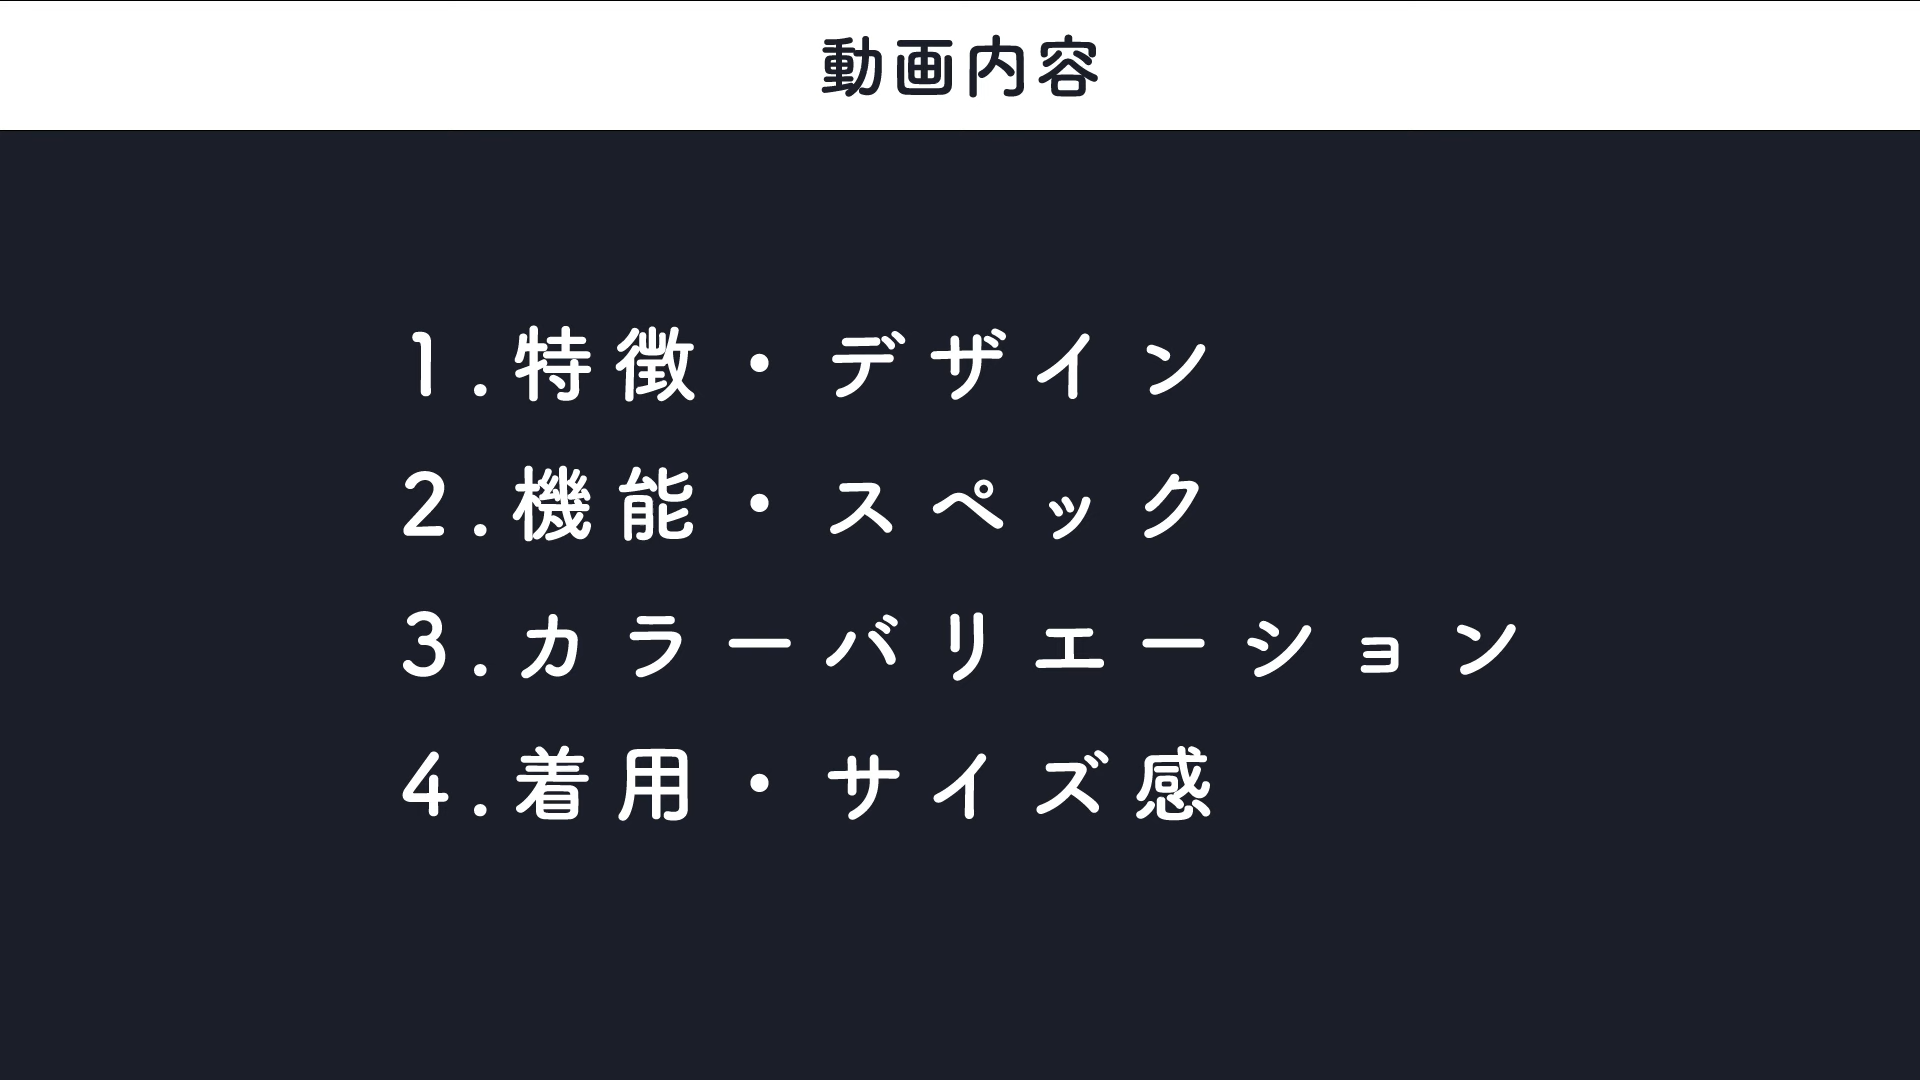 動画内容
1.特徴・デザイン
2.機能・スペック
3.カラーバリエーション
4.着用・サイズ感